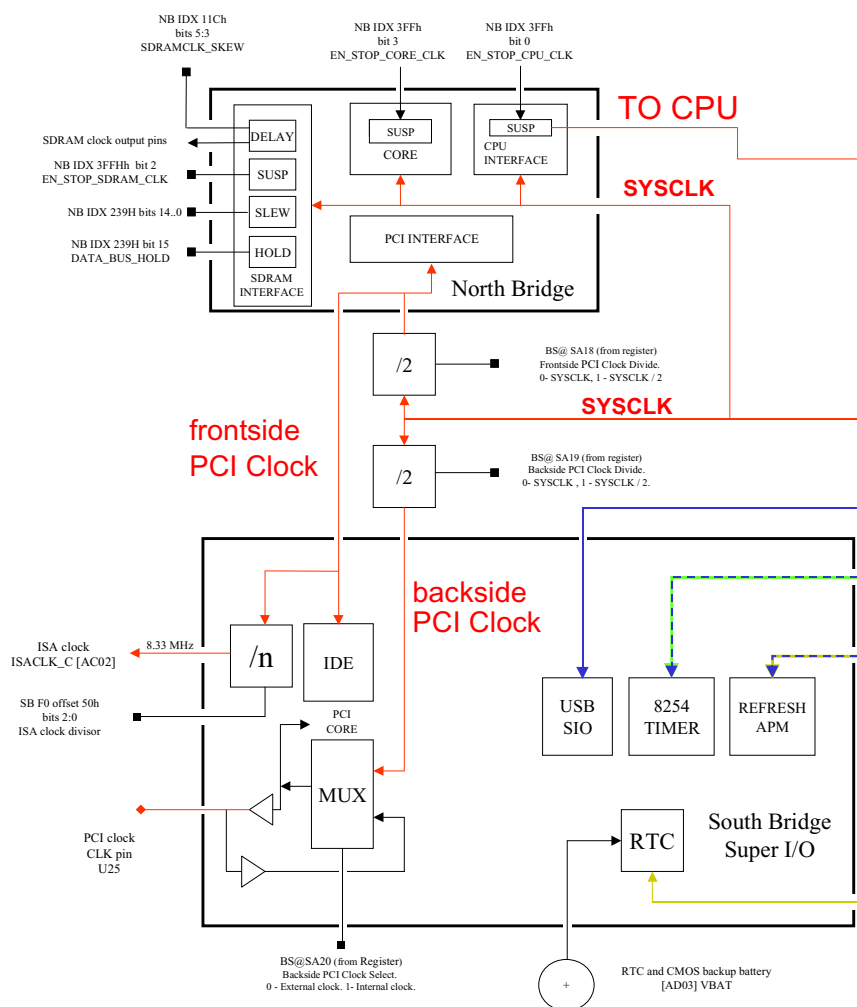 NB IDX 11Ch
bits 5:3
SDRAMCLK_SKEW
NB IDX 3FFh
bit 3
EN_STOP_CORE_CLK
NB IDX 3FFh
bit 0
EN_STOP_CPU_CLK
TO CPU
SDRAM clock output pins
DELAY
NB IDX 3FFHh bit 2
EN_STOP_SDRAM_CLK
SUSP
NB IDX 239H bits 14..0
SLEW
NB IDX 239H bit 15
DATA_BUS_HOLD
HOLD
SDRAM
INTERFACE
SUSP
CORE
SUSP
CPU
INTERFACE
SYSCLK
PCI INTERFACE
North Bridge
/2
BS@ SA18 (from register)
Frontside PCI Clock Divide.
0- SYSCLK, 1 - SYSCLK / 2
SYSCLK
frontside
PCI Clock
/2
BS@ SA19 (from register)
Backside PCI Clock Divide.
0- SYSCLK , 1 - SYSCLK / 2.
backside
PCI Clock
ISA clock
ISACLK_C [AC02]
8.33 MHz
/n
IDE
SB F0 offset 50h
bits 2:0
ISA clock divisor
PCI
CORE
MUX
USB
SIO
8254
TIMER
REFRESH
APM
PCI clock
CLK pin
U25
RTC
South Bridge
Super I/O
BS@SA20 (from Register)
Backside PCI Clock Select.
0 - External clock. 1- Internal clock.
+
RTC and CMOS backup battery
[AD03] VBAT